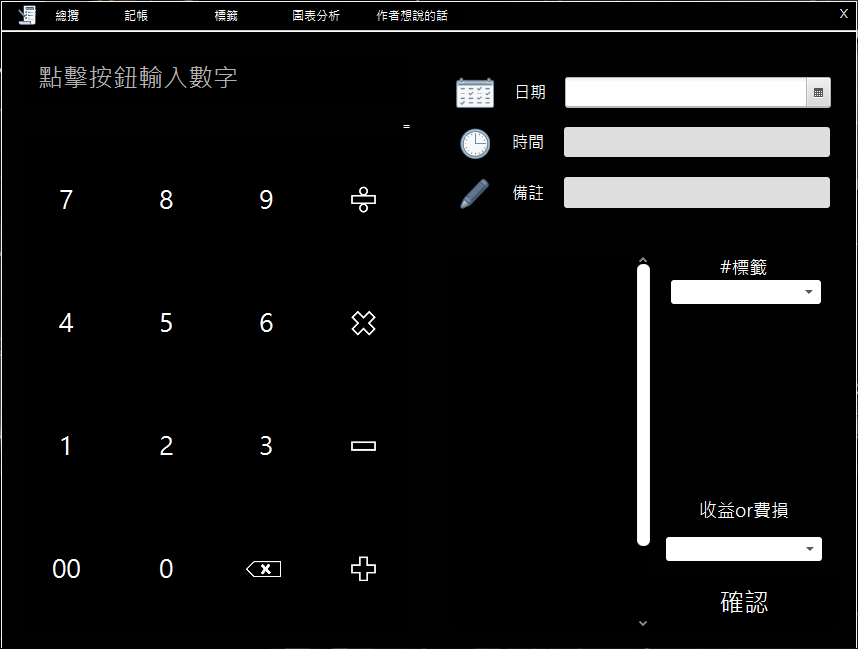 總攬 記帳 標籤 圖表分析 作者想說的話 X
點擊按鈕輸入數字
=
日期
時間
備註
7 8 9 ÷
4 5 6 ×
1 2 3 −
00 0 +
#標籤
收益or費損
確認